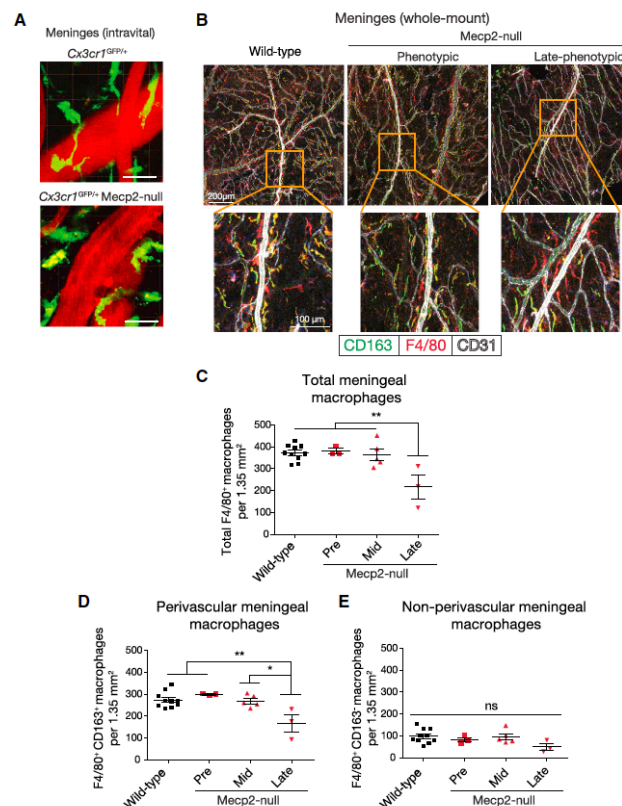 A
Meninges (intravital)
Cx3cr1GFP/+
Cx3cr1GFP/+ Mecp2-null
B
Meninges (whole-mount)
Mecp2-null
Wild-type
Phenotypic
Late-phenotypic
200μm
100 μm
CD163 F4/80 CD31
C
Total meningeal
macrophages
Total F4/80+ macrophages
per 1.35 mm2
500
400
300
200
100
0
**
Wild-type
Pre
Mid
Late
Mecp2-null
D
Perivascular meningeal
macrophages
F4/80+ CD163+ macrophages
per 1.35 mm2
500
400
300
200
100
0
**
*
Wild-type
Pre
Mid
Late
Mecp2-null
E
Non-perivascular meningeal
macrophages
F4/80+ CD163- macrophages
per 1.35 mm2
500
400
300
200
100
0
ns
Wild-type
Pre
Mid
Late
Mecp2-null